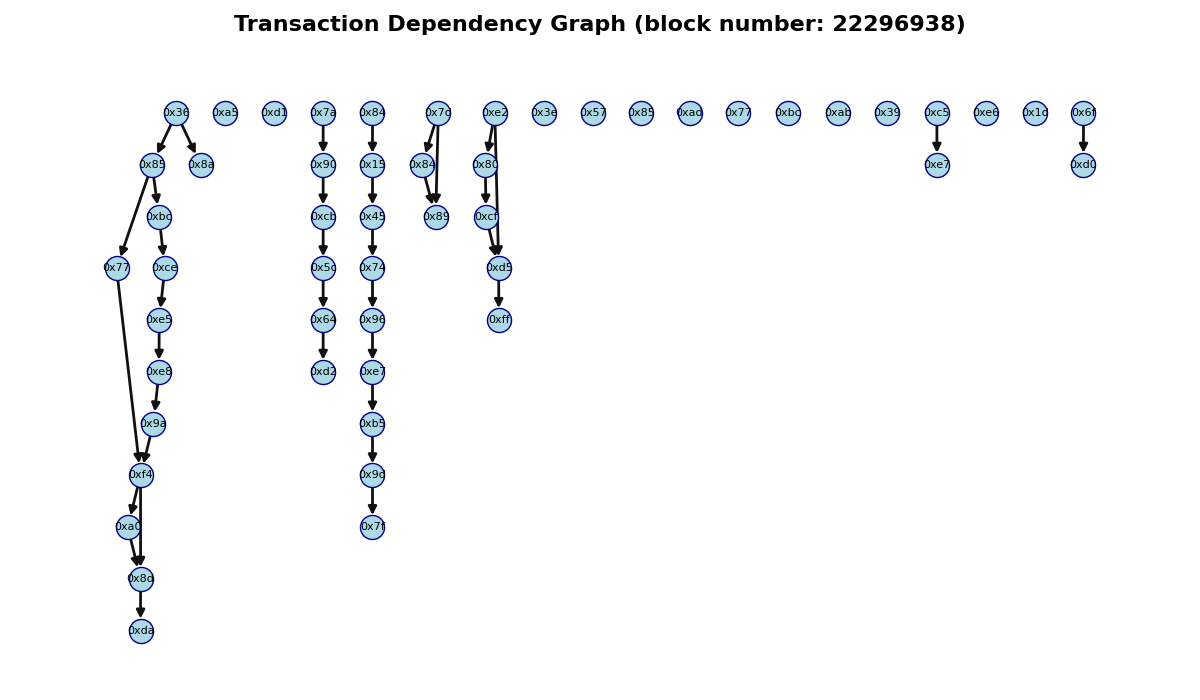 Transaction Dependency Graph (block number: 22296938)
0x36 0xa5 0xd1 0x7a 0x84 0x7d 0xe2 0x3e 0x57 0x85 0xad 0x77 0xbc 0xab 0x39 0xc5 0xe6 0x1d 0x6f
0x85 0x8a 0x90 0x15 0x84 0x80 0xe7 0xd0
0xbc 0xcb 0x45 0x89 0xcf
0x77 0xce 0x5c 0x74 0xd5
0xe5 0x64 0x96 0xff
0xe8 0xd2 0xe7
0x9a 0xb5
0xf4 0x9d
0xa0 0x7f
0x8d
0xda